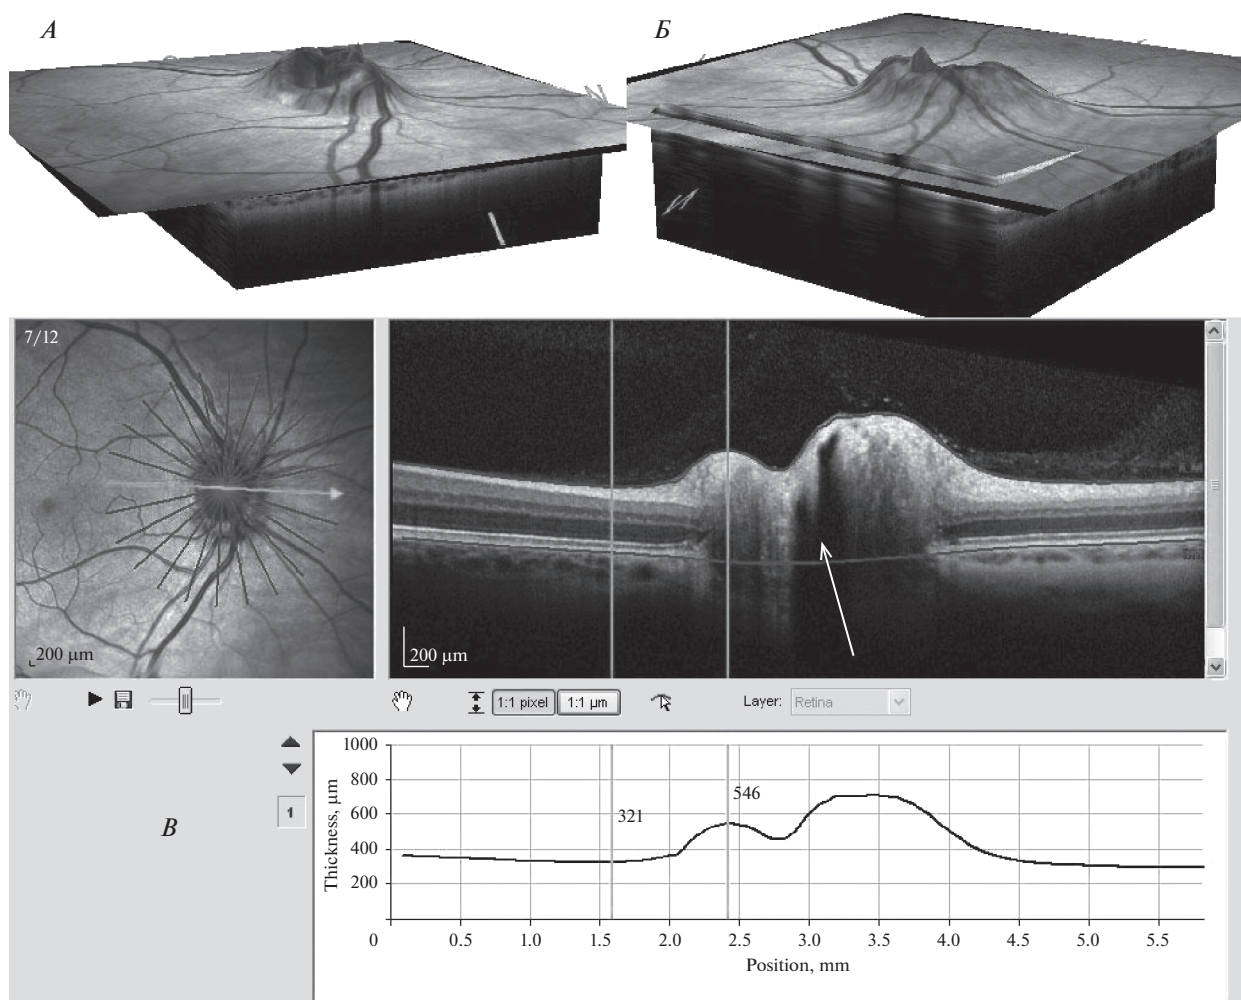 А
Б
7/12
200 µm
200 µm
1:1 pixel
1:1 µm
Layer:
Retina
1
В
Thickness, µm
1000
800
600
400
200
0
321
546
0.5
1.0
1.5
2.0
2.5
3.0
3.5
4.0
4.5
5.0
5.5
Position, mm